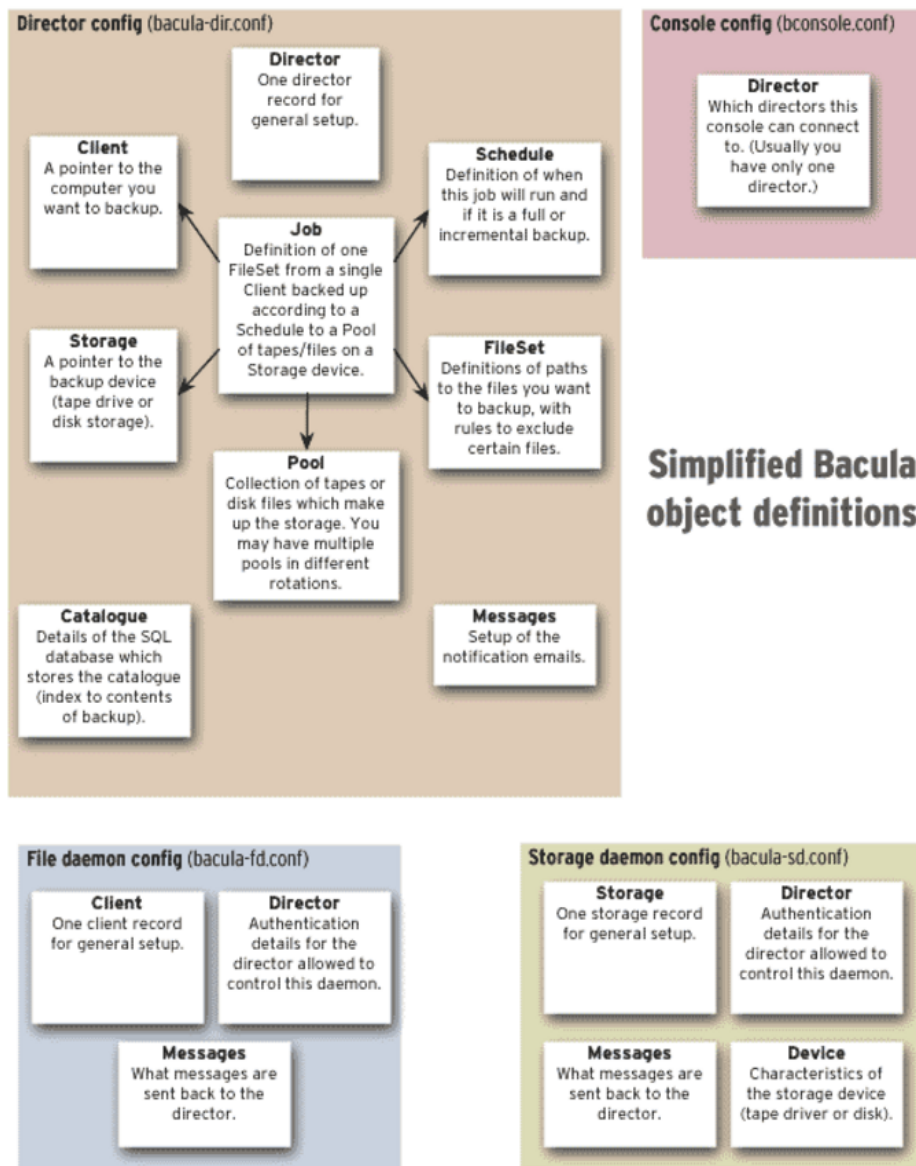 Director config (bacula-dir.conf)
Director
One director
record for
general setup.
Client
A pointer to the
computer you
want to backup.
Schedule
Definition of when
this job will run and
if it is a full or
incremental backup.
Job
Definition of one
FileSet from a single
Client backed up
according to a
Schedule to a Pool
of tapes/files on a
Storage device.
Storage
A pointer to the
backup device
(tape drive or
disk storage).
FileSet
Definitions of paths
to the files you want
to backup, with
rules to exclude
certain files.
Pool
Collection of tapes or
disk files which make
up the storage. You
may have multiple
pools in different
rotations.
Catalogue
Details of the SQL
database which
stores the catalogue
(index to contents
of backup).
Messages
Setup of the
notification emails.
Console config (bconsole.conf)
Director
Which directors this
console can connect
to. (Usually you
have only one
director.)
Simplified Bacula
object definitions
File daemon config (bacula-fd.conf)
Client
One client record
for general setup.
Director
Authentication
details for the
director allowed to
control this daemon.
Messages
What messages are
sent back to the
director.
Storage daemon config (bacula-sd.conf)
Storage
One storage record
for general setup.
Director
Authentication
details for the
director allowed to
control this daemon.
Messages
What messages are
sent back to the
director.
Device
Characteristics of
the storage device
(tape driver or disk).